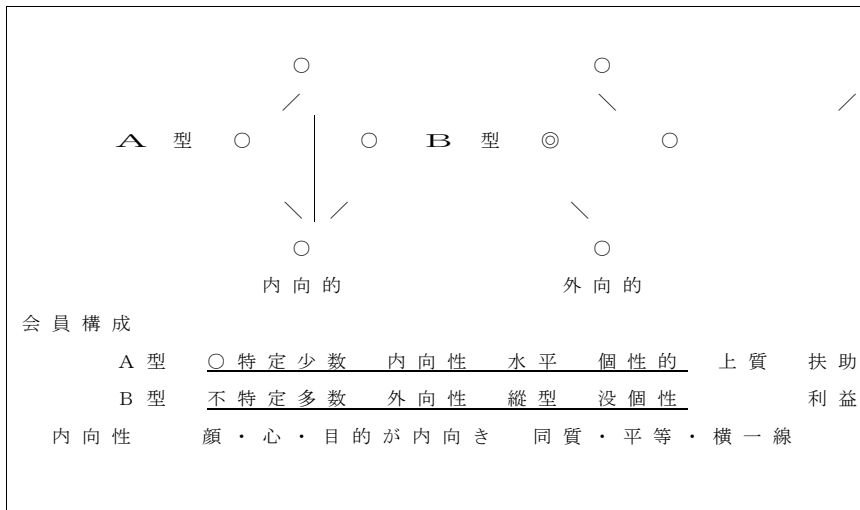 ○ ○
／ ＼ ／
A 型 ○ ○ B 型 ◎ ○
＼ ／ ＼
○ ○
内向的 外向的
会員構成
A 型 ○特定少数 内向性 水平 個性的 上質 扶助
B 型 不特定多数 外向性 縦型 没個性 利益
内向性 顔・心・目的が内向き 同質・平等・横一線